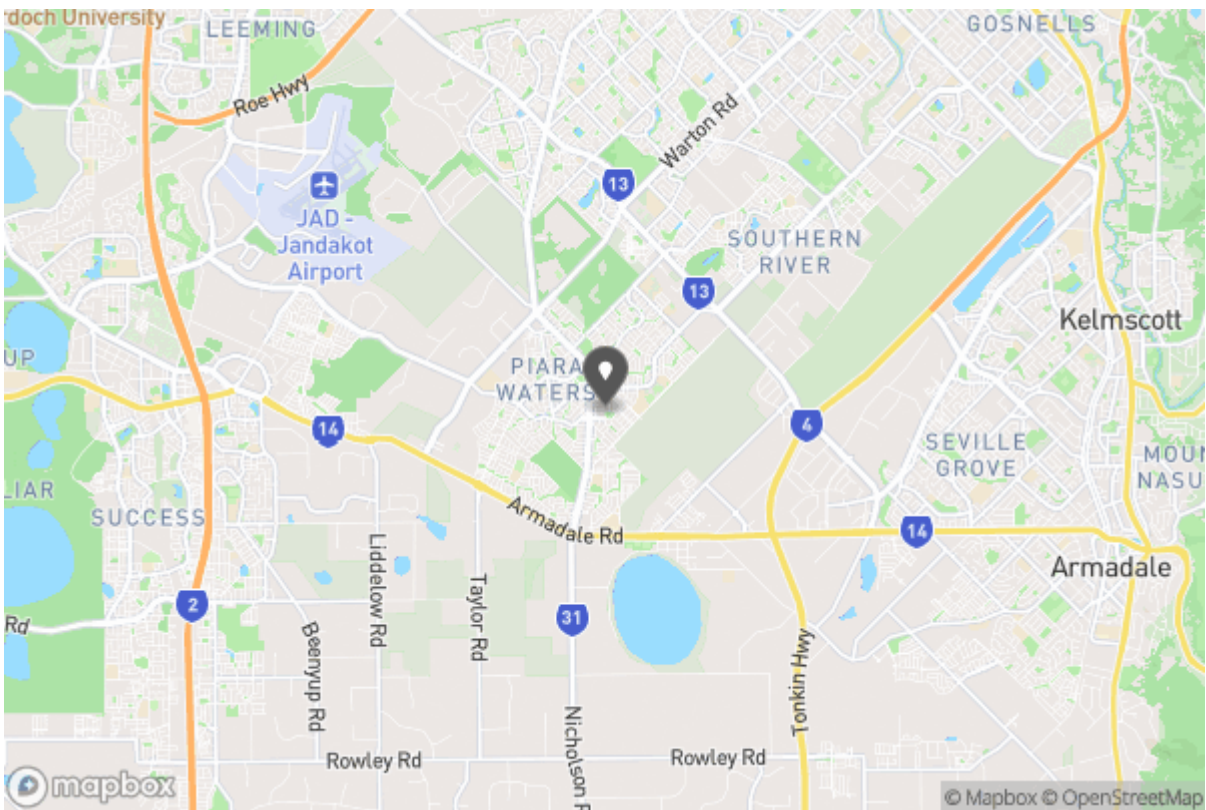 rdoch University
LEEMING
GOSNELLS
Roe Hwy
Warton Rd
13
JAD -
Jandakot
Airport
SOUTHERN
RIVER
13
Kelmscott
UP
PIARA
WATERS
14
4
SEVILLE
GROVE
MOUN
NASU
LIAR
SUCCESS
Armadale Rd
14
Armadale
Liddelow Rd
Taylor Rd
2
31
Rd
Beenyup Rd
Tonkin Hwy
Nicholson R
Rowley Rd
Rowley Rd
mapbox
© Mapbox © OpenStreetMap